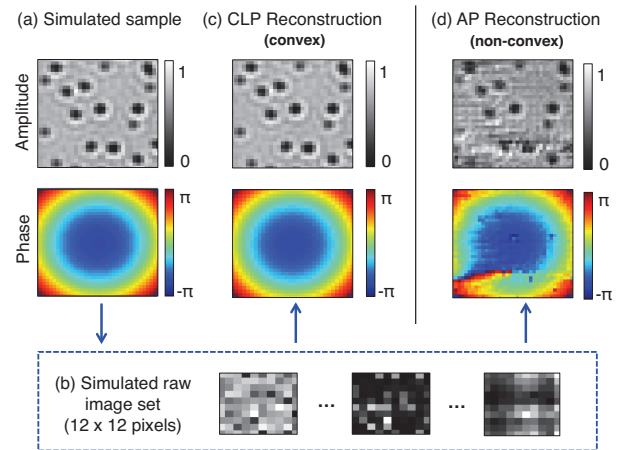 (a) Simulated sample
(c) CLP Reconstruction
(convex)
(d) AP Reconstruction
(non-convex)
Amplitude
1
0
1
0
1
0
Phase
π
-π
π
-π
π
-π
(b) Simulated raw
image set
(12 x 12 pixels)
...
...